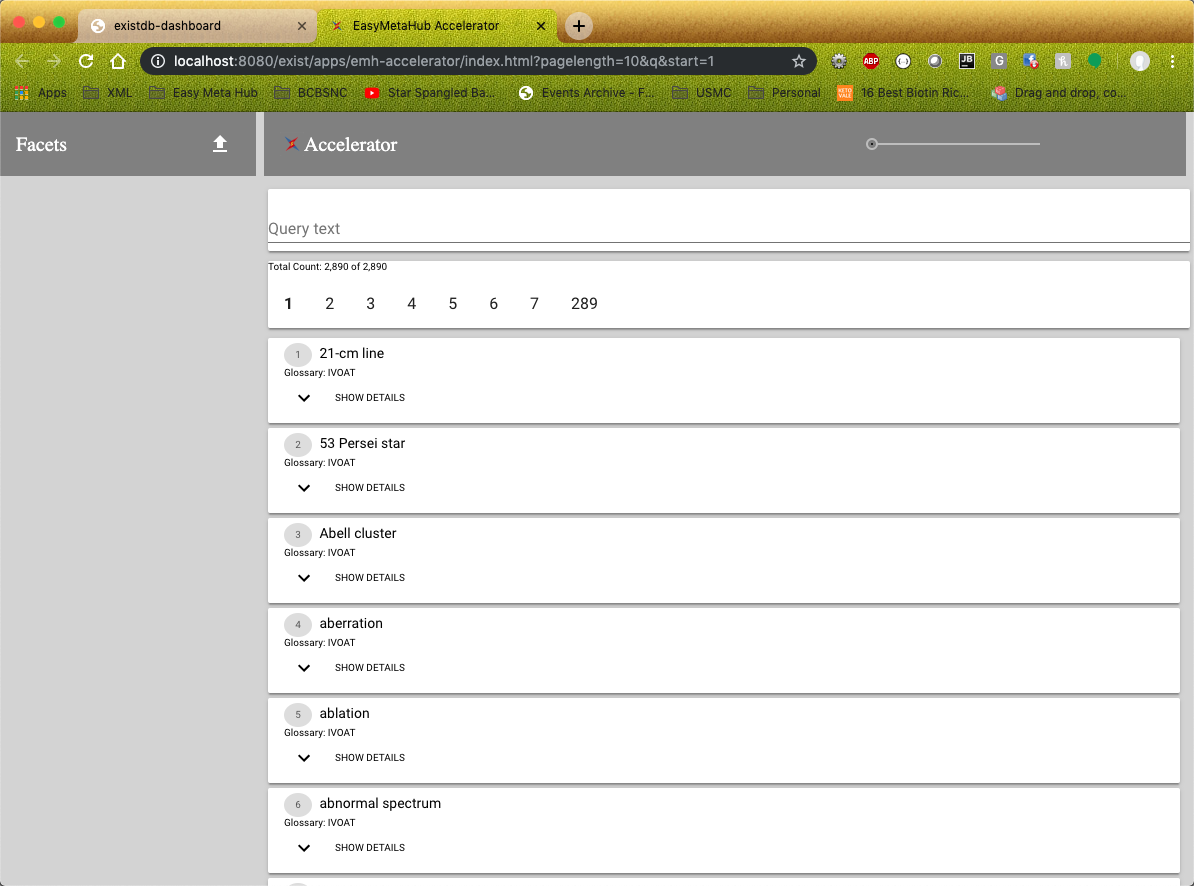 existdb-dashboard
EasyMetaHub Accelerator
localhost:8080/exist/apps/emh-accelerator/index.html?pagelength=10&q&start=1
ABP
JB
G
Apps
XML
Easy Meta Hub
BCBSNC
Star Spangled Ba...
Events Archive - F...
USMC
Personal
KETO VALE
16 Best Biotin Ric...
Drag and drop, co...
Facets
Accelerator
Query text
Total Count: 2,890 of 2,890
1 2 3 4 5 6 7 289
1 21-cm line
Glossary: IVOAT
SHOW DETAILS
2 53 Persei star
Glossary: IVOAT
SHOW DETAILS
3 Abell cluster
Glossary: IVOAT
SHOW DETAILS
4 aberration
Glossary: IVOAT
SHOW DETAILS
5 ablation
Glossary: IVOAT
SHOW DETAILS
6 abnormal spectrum
Glossary: IVOAT
SHOW DETAILS